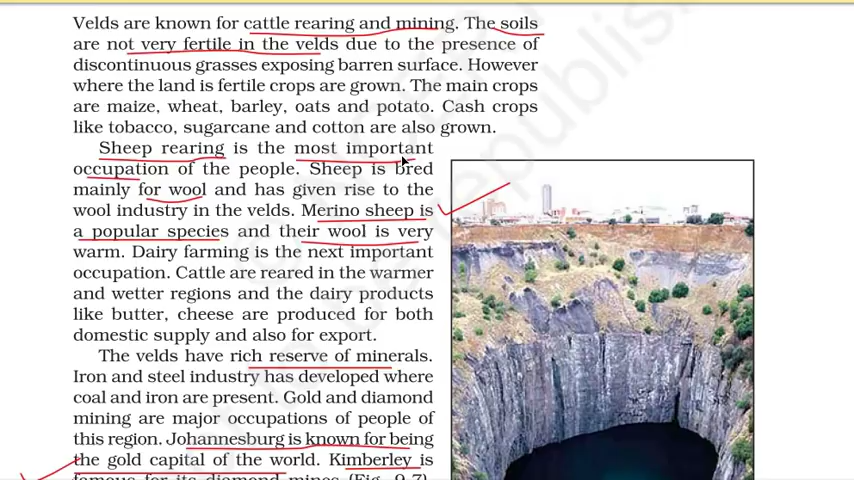 Velds are known for cattle rearing and mining. The soils
are not very fertile in the velds due to the presence of
discontinuous grasses exposing barren surface. However
where the land is fertile crops are grown. The main crops
are maize, wheat, barley, oats and potato. Cash crops
like tobacco, sugarcane and cotton are also grown.
Sheep rearing is the most important
occupation of the people. Sheep is bred
mainly for wool and has given rise to the
wool industry in the velds. Merino sheep is
a popular species and their wool is very
warm. Dairy farming is the next important
occupation. Cattle are reared in the warmer
and wetter regions and the dairy products
like butter, cheese are produced for both
domestic supply and also for export.
The velds have rich reserve of minerals.
Iron and steel industry has developed where
coal and iron are present. Gold and diamond
mining are major occupations of people of
this region. Johannesburg is known for being
the gold capital of the world. Kimberley is
famous for its diamond mines (Fig. 9.7).